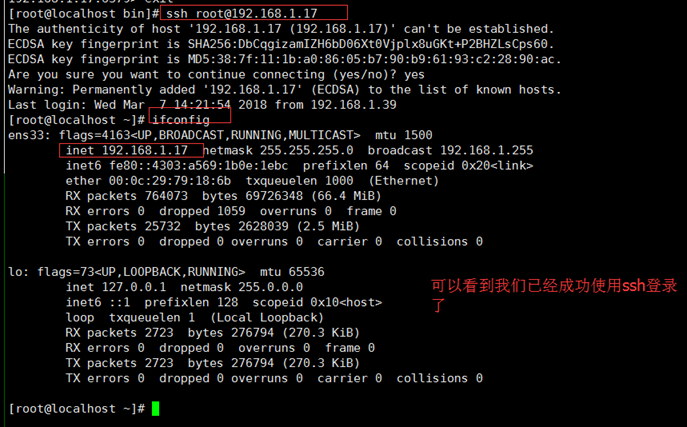 [root@localhost bin]# ssh root@192.168.1.17
The authenticity of host '192.168.1.17 (192.168.1.17)' can't be established.
ECDSA key fingerprint is SHA256:DbCqgizamIZH6bD06Xt0Vjplx8uGKt+P2BHZLsCps60.
ECDSA key fingerprint is MD5:38:7f:11:1b:a0:86:05:b7:90:b9:61:93:c2:28:90:ac.
Are you sure you want to continue connecting (yes/no)? yes
Warning: Permanently added '192.168.1.17' (ECDSA) to the list of known hosts.
Last login: Wed Mar  7 14:21:54 2018 from 192.168.1.39
[root@localhost ~]# ifconfig
ens33: flags=4163<UP,BROADCAST,RUNNING,MULTICAST>  mtu 1500
inet 192.168.1.17  netmask 255.255.255.0  broadcast 192.168.1.255
inet6 fe80::4303:a569:1b0e:1ebc  prefixlen 64  scopeid 0x20<link>
ether 00:0c:29:79:18:6b  txqueuelen 1000  (Ethernet)
RX packets 764073  bytes 69726348 (66.4 MiB)
RX errors 0  dropped 1059  overruns 0  frame 0
TX packets 25732  bytes 2628039 (2.5 MiB)
TX errors 0  dropped 0 overruns 0  carrier 0  collisions 0
lo: flags=73<UP,LOOPBACK,RUNNING>  mtu 65536
inet 127.0.0.1  netmask 255.0.0.0
inet6 ::1  prefixlen 128  scopeid 0x10<host>
loop  txqueuelen 1  (Local Loopback)
RX packets 2723  bytes 276794 (270.3 KiB)
RX errors 0  dropped 0  overruns 0  frame 0
TX packets 2723  bytes 276794 (270.3 KiB)
TX errors 0  dropped 0 overruns 0  carrier 0  collisions 0
可以看到我们已经成功使用ssh登录
了
[root@localhost ~]#